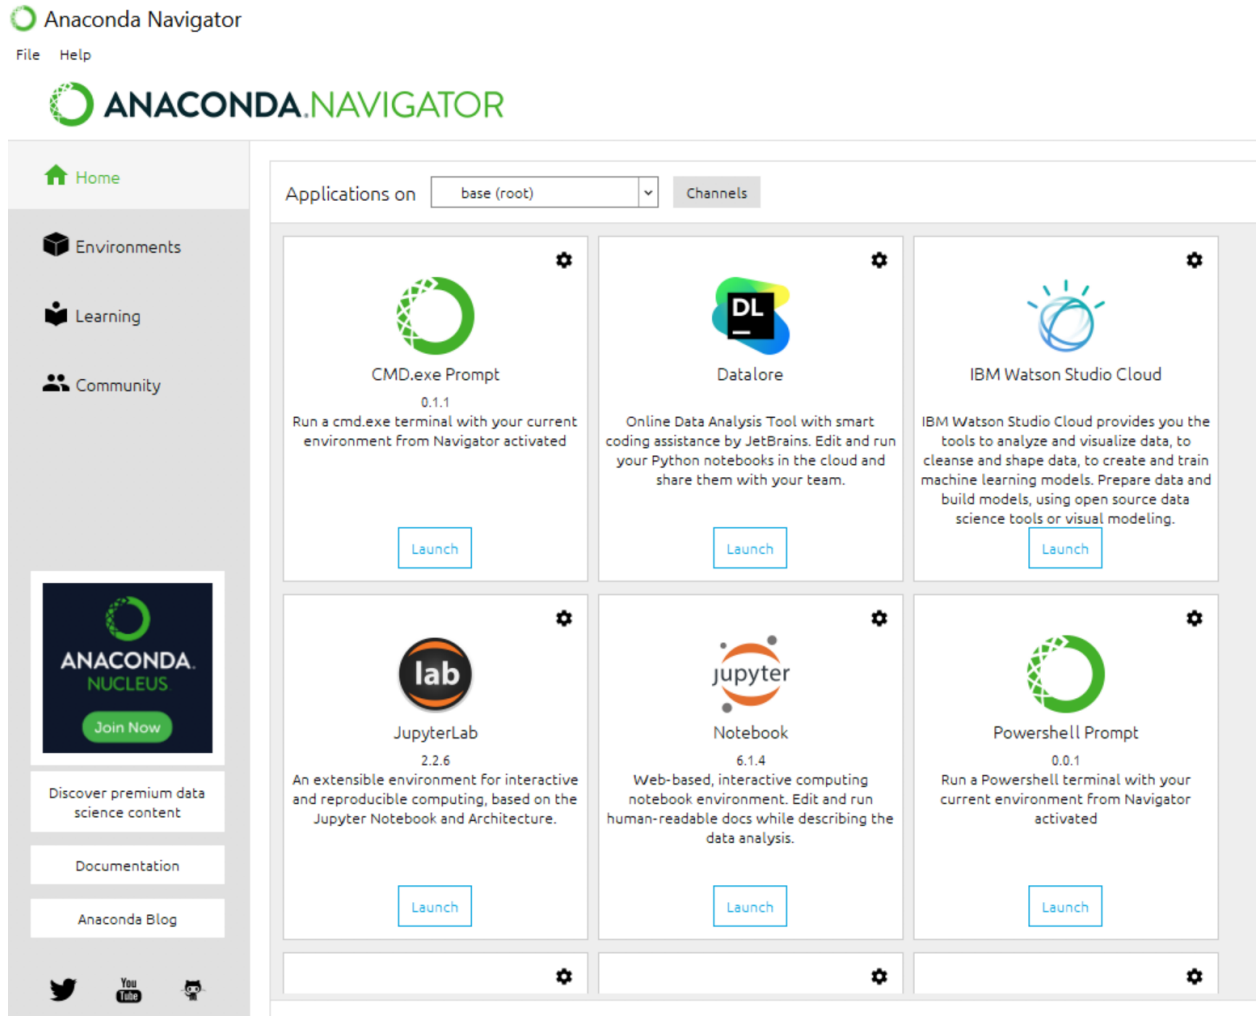 Anaconda Navigator
File Help
ANACONDA.NAVIGATOR
Home
Environments
Learning
Community
ANACONDA.
NUCLEUS
Join Now
Discover premium data
science content
Documentation
Anaconda Blog
You
Tube
Applications on base (root) Channels
CMD.exe Prompt
0.1.1
Run a cmd.exe terminal with your current
environment from Navigator activated
Launch
DL
Datalore
Online Data Analysis Tool with smart
coding assistance by JetBrains. Edit and run
your Python notebooks in the cloud and
share them with your team.
Launch
IBM Watson Studio Cloud
IBM Watson Studio Cloud provides you the
tools to analyze and visualize data, to
cleanse and shape data, to create and train
machine learning models. Prepare data and
build models, using open source data
science tools or visual modeling.
Launch
lab
JupyterLab
2.2.6
An extensible environment for interactive
and reproducible computing, based on the
Jupyter Notebook and Architecture.
Launch
jupyter
Notebook
6.1.4
Web-based, interactive computing
notebook environment. Edit and run
human-readable docs while describing the
data analysis.
Launch
Powershell Prompt
0.0.1
Run a Powershell terminal with your
current environment from Navigator
activated
Launch